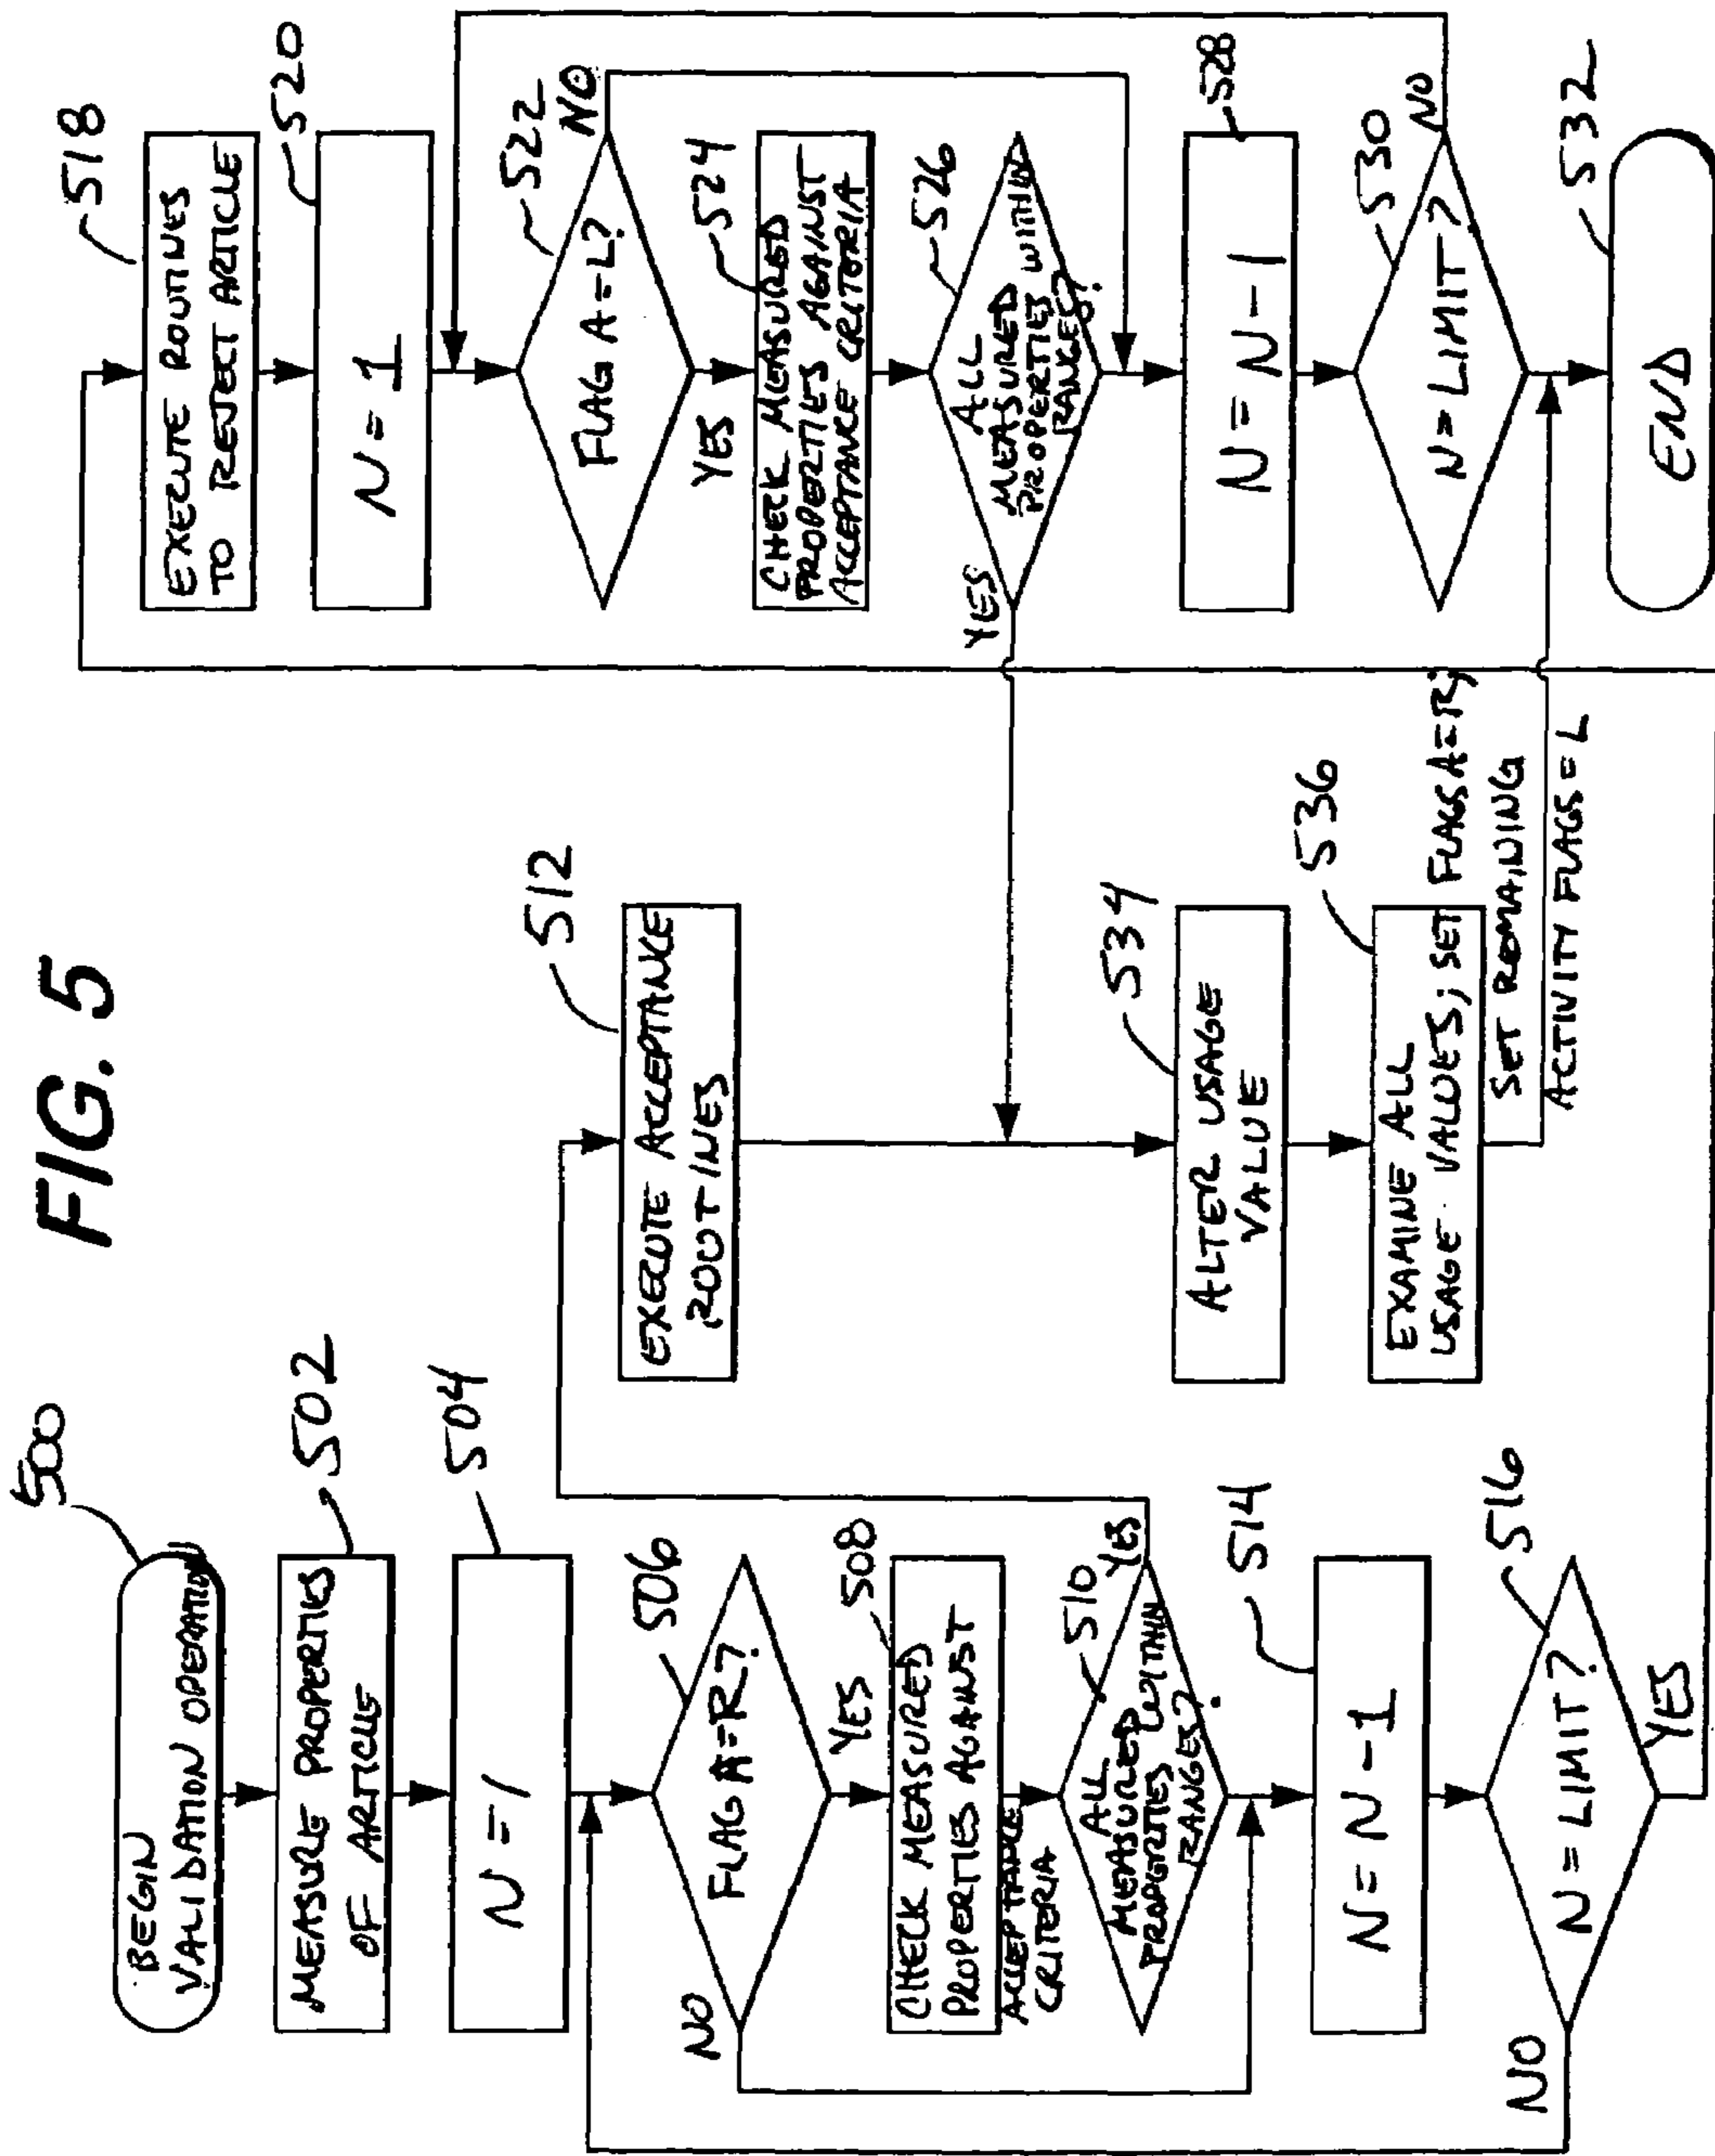 FIG. 5
500
BEGIN
VALIDATION OPERATION
502
MEASURE PROPERTIES
OF ARTICLE
504
N = 1
506
FLAG A=R?
NO
YES
508
CHECK MEASURED
PROPERTIES AGAINST
ACCEPTANCE
CRITERIA
510
ALL
MEASURED
PROPERTIES WITHIN
RANGES?
YES
514
N = N - 1
516
N = LIMIT?
NO
YES
512
EXECUTE ACCEPTANCE
ROUTINES
534
ALTER USAGE
VALUE
536
EXAMINE ALL
USAGE VALUES; SET FLAGS A=R;
SET REMAINING
ACTIVITY FLAGS = L
518
EXECUTE ROUTINES
TO REJECT ARTICLE
520
N = 1
522
FLAG A=L?
NO
YES
524
CHECK MEASURED
PROPERTIES AGAINST
ACCEPTANCE CRITORIA
526
ALL
MEASURED
PROPERTIES WITHIN
RANGES?
YES
528
N = N - 1
530
N = LIMIT?
NO
532
END